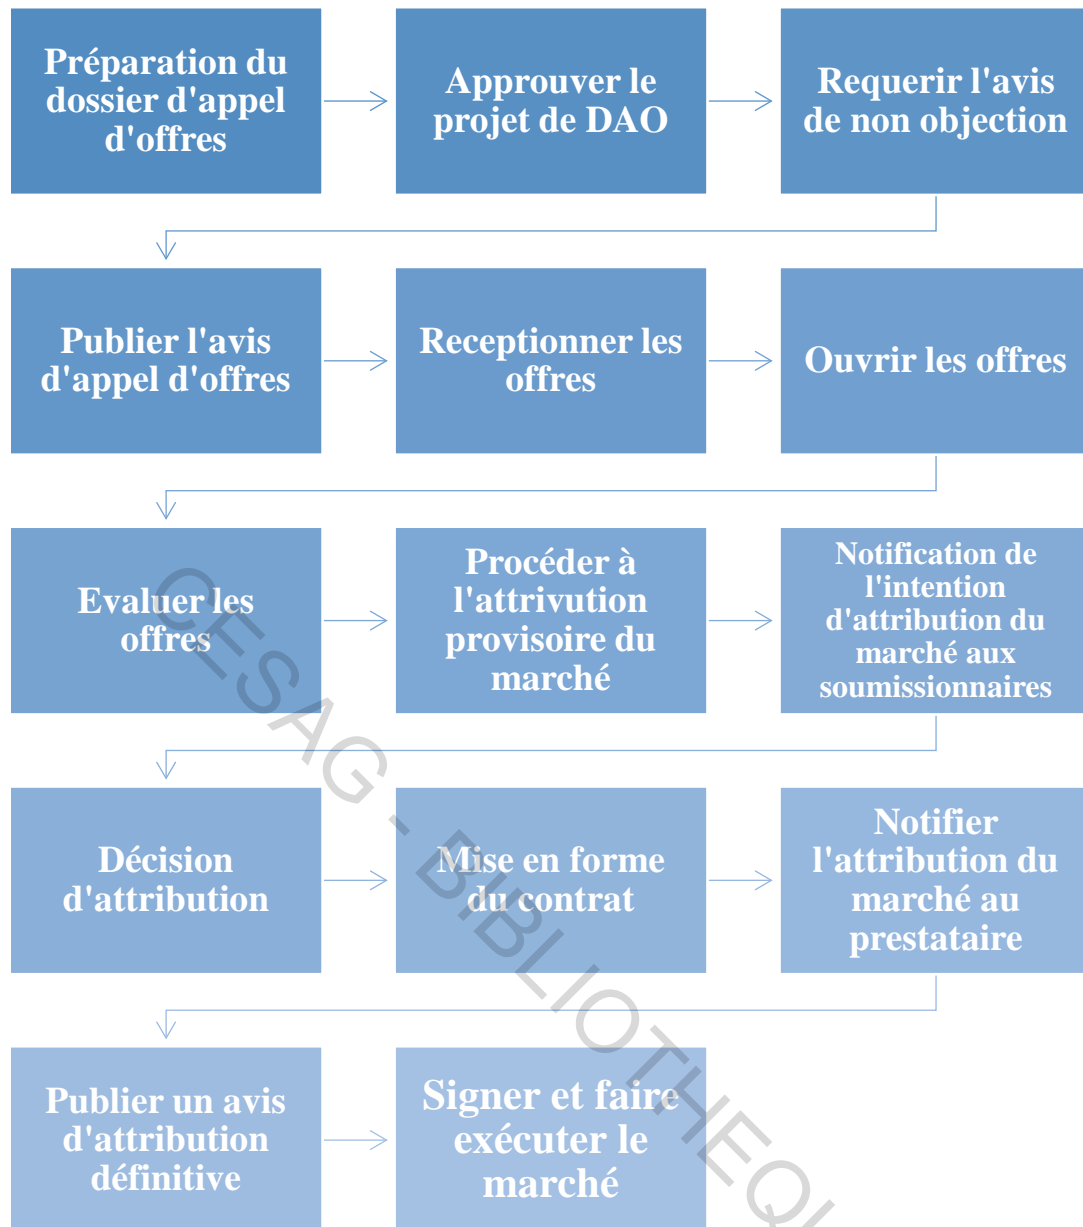 Préparation du
dossier d'appel
d'offres
Approuver le
projet de DAO
Requerir l'avis
de non objection
Publier l'avis
d'appel d'offres
Receptionner les
offres
Ouvrir les offres
Evaluer les
offres
Procéder à
l'attrivution
provisoire du
marché
Notification de
l'intention
d'attribution du
marché aux
soumissionnaires
Décision
d'attribution
Mise en forme
du contrat
Notifier
l'attribution du
marché au
prestataire
Publier un avis
d'attribution
définitive
Signer et faire
exécuter le
marché
CESAG - BIBLIOTHEQU